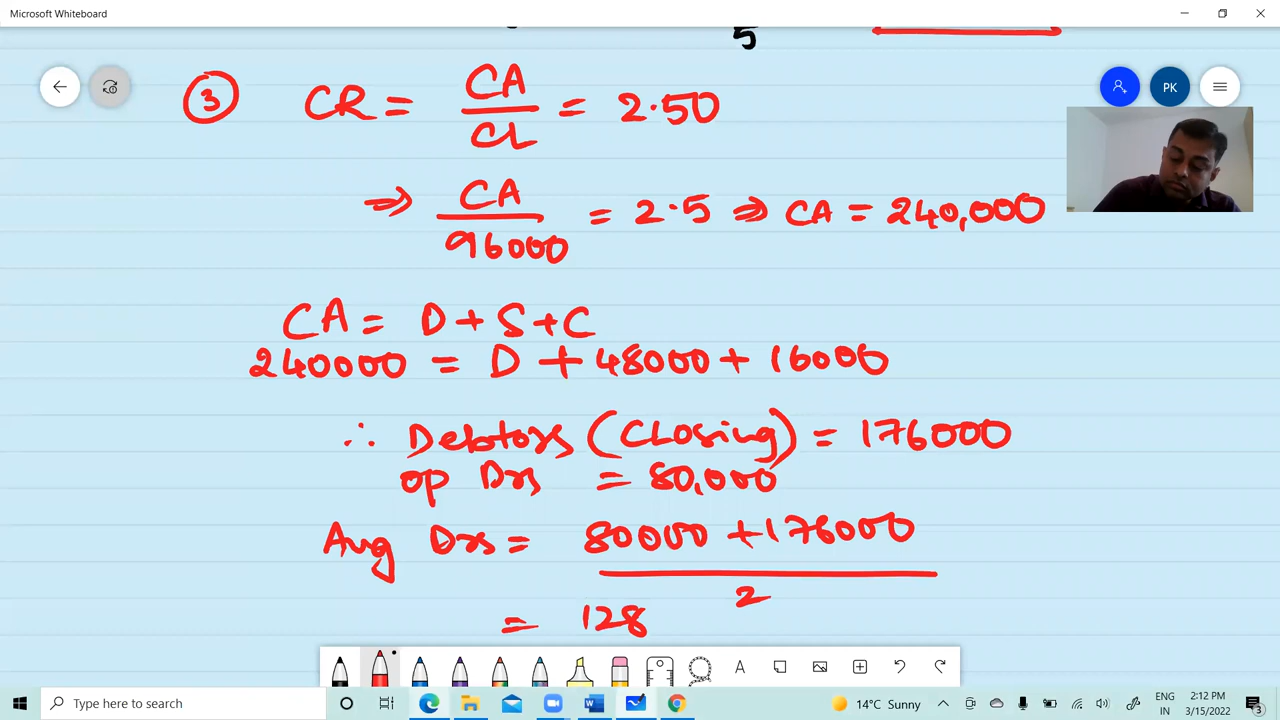 Microsoft Whiteboard
5
PK
3 CR = CA/CL = 2.50
⇒ CA/96000 = 2.5 ⇒ CA = 240,000
CA = D + S + C
240000 = D + 48000 + 16000
∴ Debtors (CLosing) = 176000
op Drs = 80,000
Avg Drs = 80000 + 176000
2
= 128
A
Type here to search
14°C Sunny
ENG
IN
2:12 PM
3/15/2022
3